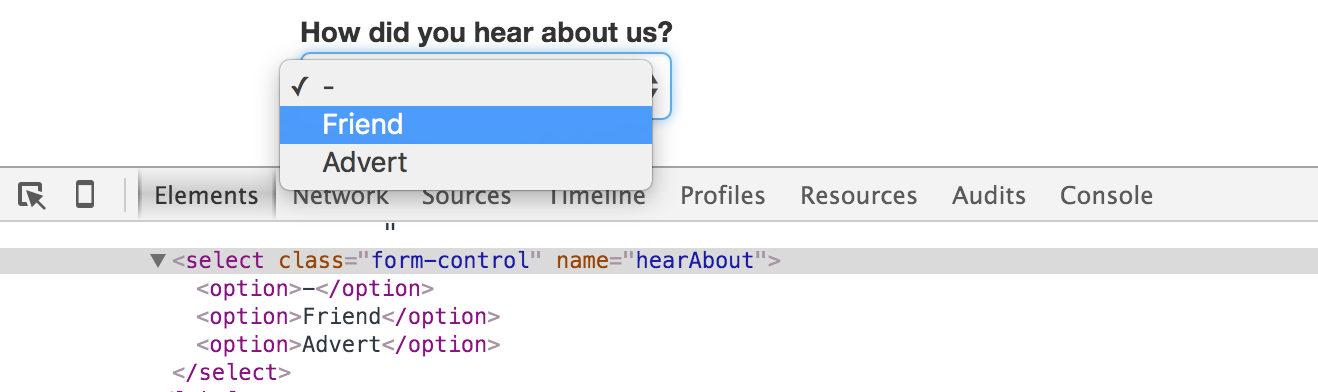 How did you hear about us?
✓ -
Friend
Advert
Elements Network Sources Timeline Profiles Resources Audits Console
"
▼<select class="form-control" name="hearAbout">
<option>-</option>
<option>Friend</option>
<option>Advert</option>
</select>